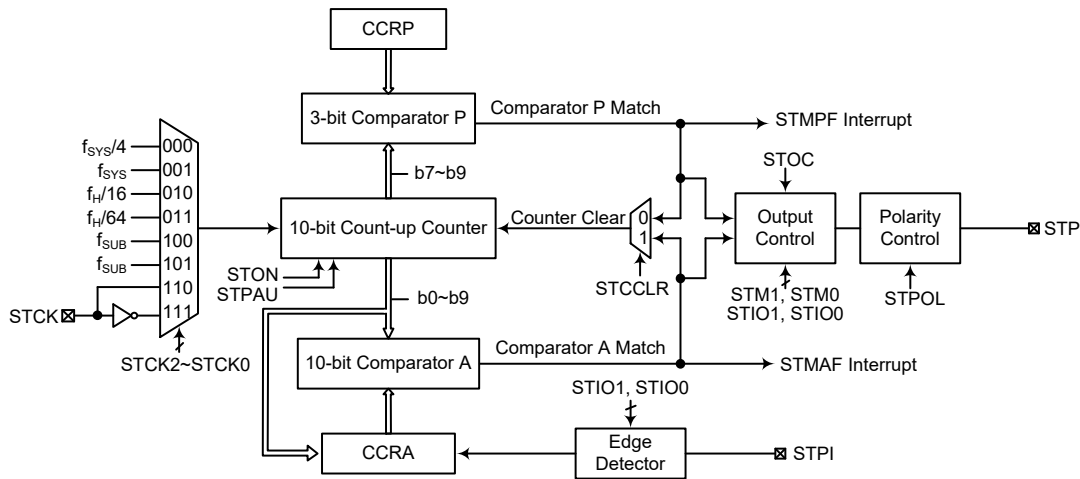 CCRP
3-bit Comparator P
Comparator P Match
STMPF Interrupt
b7~b9
fSYS/4
000
fSYS
001
fH/16
010
fH/64
011
fSUB
100
fSUB
101
110
111
STCK
STCK2~STCK0
10-bit Count-up Counter
STON
STPAU
Counter Clear
0
1
STCCLR
STOC
Output
Control
STM1, STM0
STIO1, STIO0
Polarity
Control
STPOL
STP
b0~b9
10-bit Comparator A
Comparator A Match
STMAF Interrupt
STIO1, STIO0
CCRA
Edge
Detector
STPI